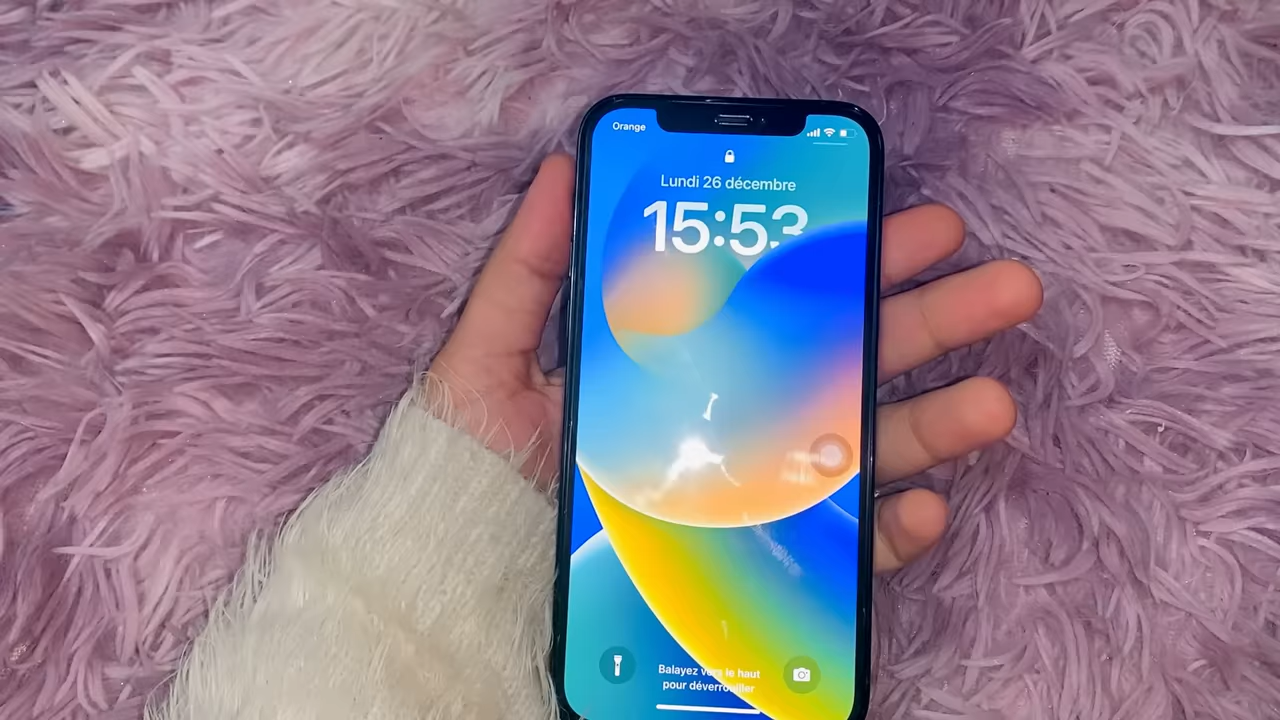 Orange
Lundi 26 décembre
15:53
Balayez vers le haut
pour déverrouiller